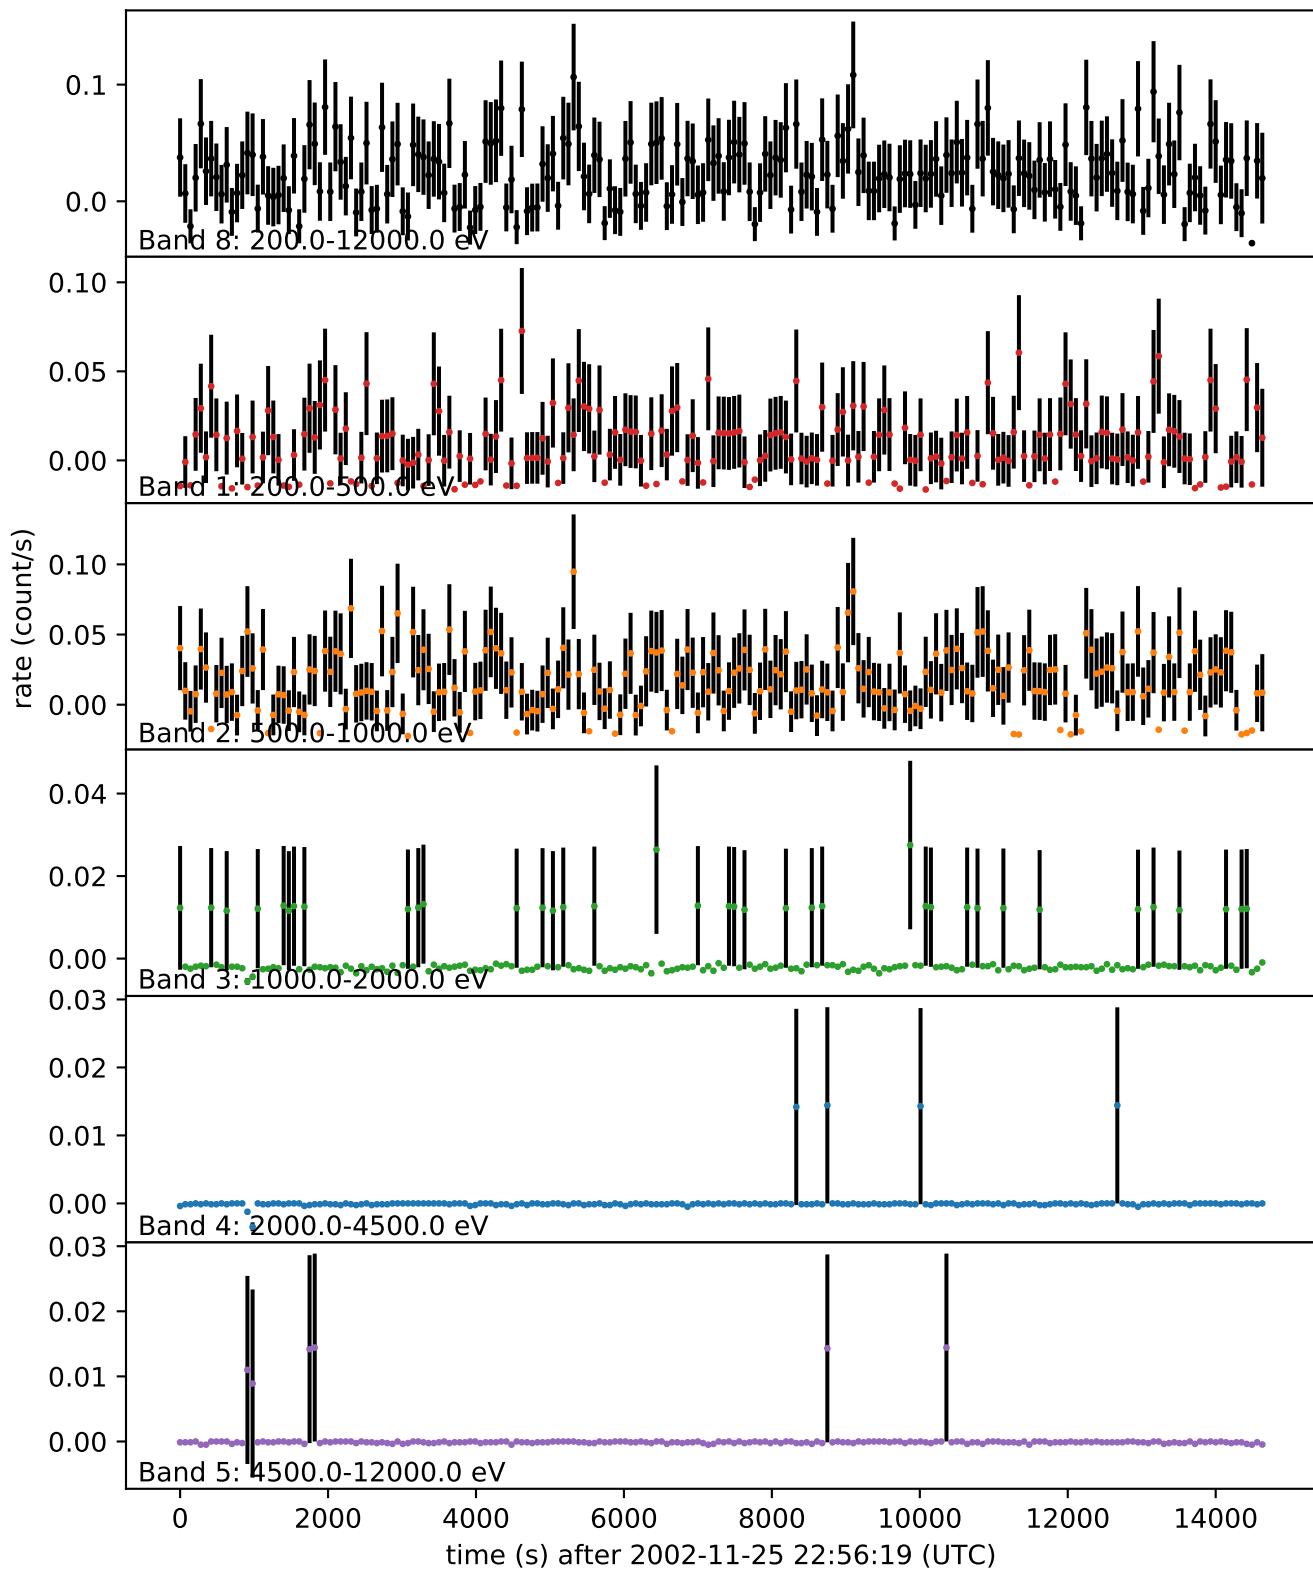 0.1
0.0
Band 8: 200.0-12000.0 eV
0.10
0.05
0.00
Band 1: 200.0-500.0 eV
rate (count/s)
0.10
0.05
0.00
Band 2: 500.0-1000.0 eV
0.04
0.02
0.00
Band 3: 1000.0-2000.0 eV
0.03
0.02
0.01
0.00
Band 4: 2000.0-4500.0 eV
0.03
0.02
0.01
0.00
Band 5: 4500.0-12000.0 eV
0 2000 4000 6000 8000 10000 12000 14000
time (s) after 2002-11-25 22:56:19 (UTC)